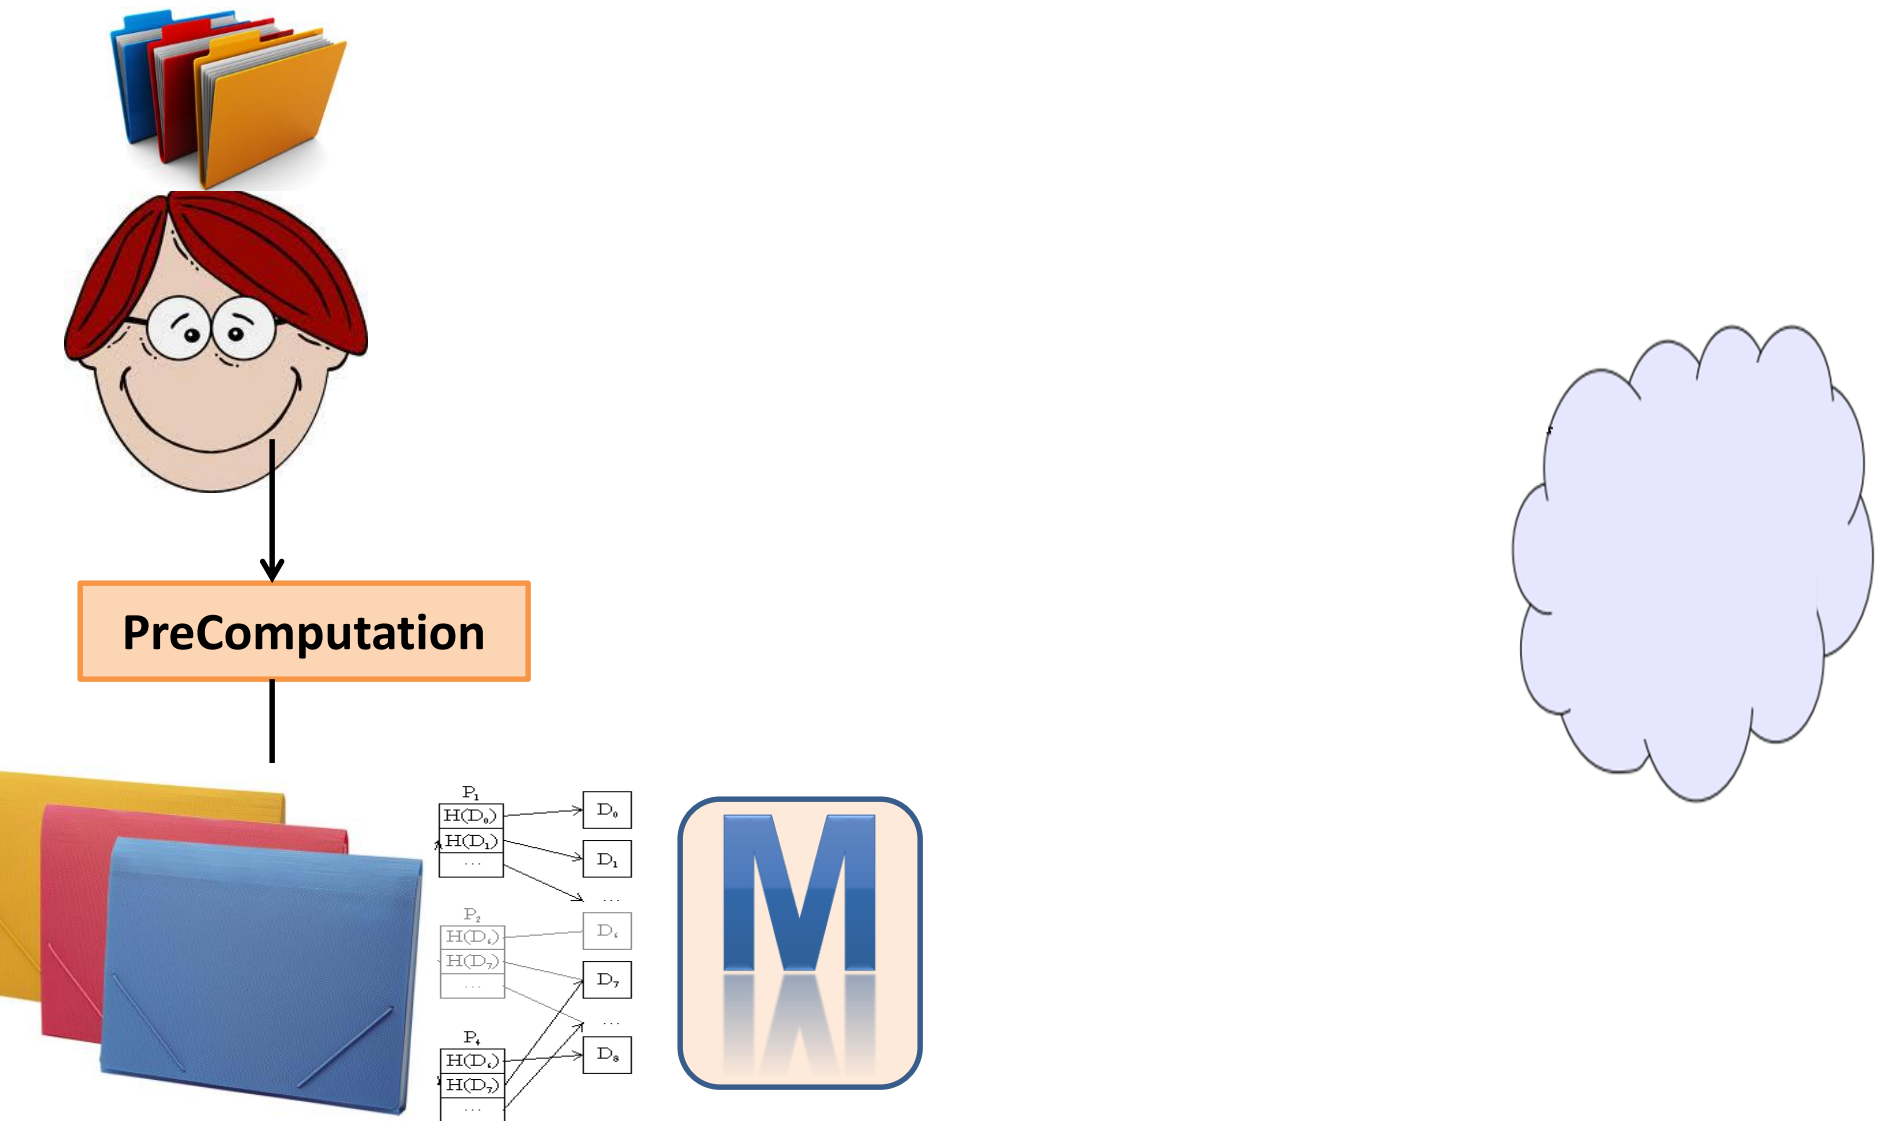 PreComputation
P₁
H(D₀)
D₀
H(D₁)
D₁
...
...
P₂
H(D₆)
D₆
H(D₇)
D₇
...
...
P₄
H(D₆)
D₈
H(D₇)
...
M